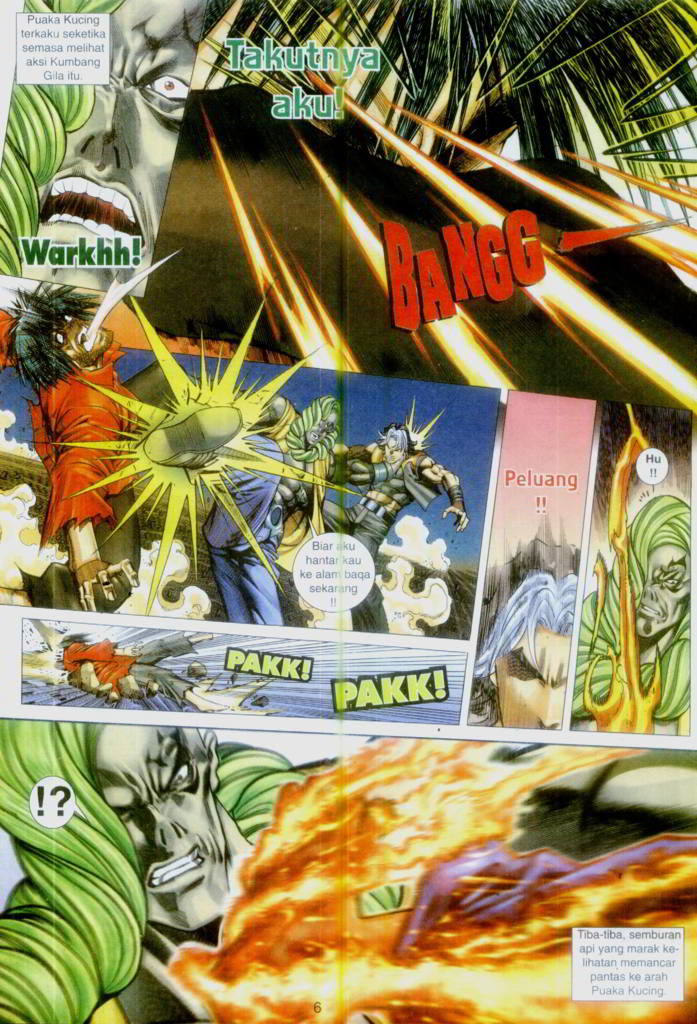 Puaka Kucing
terkaku seketika
semasa melihat
aksi Kumbang
Gila itu.
Takutnya
aku!
Warkhh!
BANGG
Biar aku
hantar kau
ke alam baqa
sekarang
!!
Peluang
!!
Hu
!!
PAKK!
PAKK!
!?
Tiba-tiba, semburan
api yang marak ke-
lihatan memancar
pantas ke arah
Puaka Kucing.
6